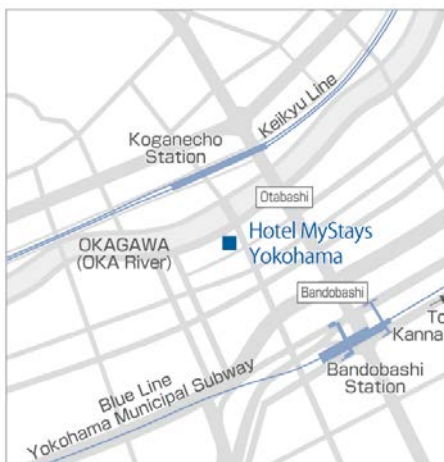 Keikyu Line
Koganecho
Station
Otabashi
Hotel MyStays
Yokohama
OKAGAWA
(OKA River)
Bandobashi
To
Kanna
Bandobashi
Station
Blue Line
Yokohama Municipal Subway